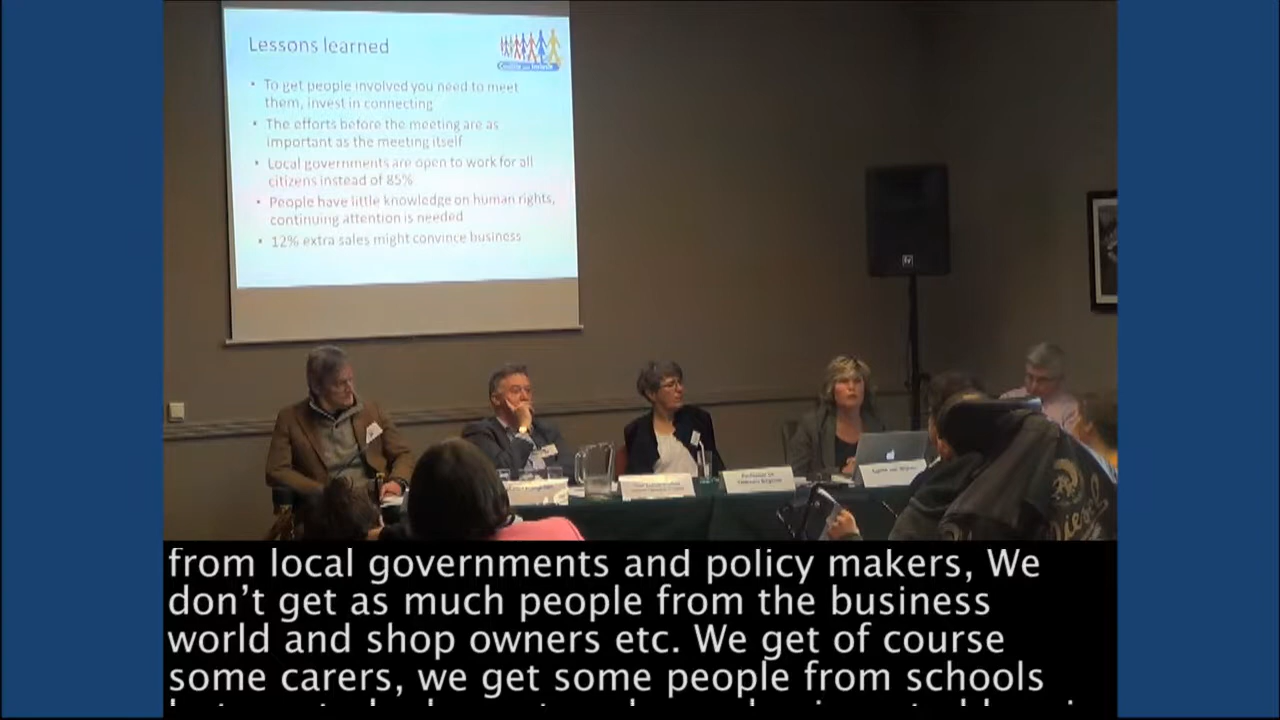 Lessons learned
• To get people involved you need to meet
them, invest in connecting
• The efforts before the meeting are as
important as the meeting itself
• Local governments are open to work for all
citizens instead of 85%
• People have little knowledge on human rights,
continuing attention is needed
• 12% extra sales might convince business
from local governments and policy makers, We
don't get as much people from the business
world and shop owners etc. We get of course
some carers, we get some people from schools